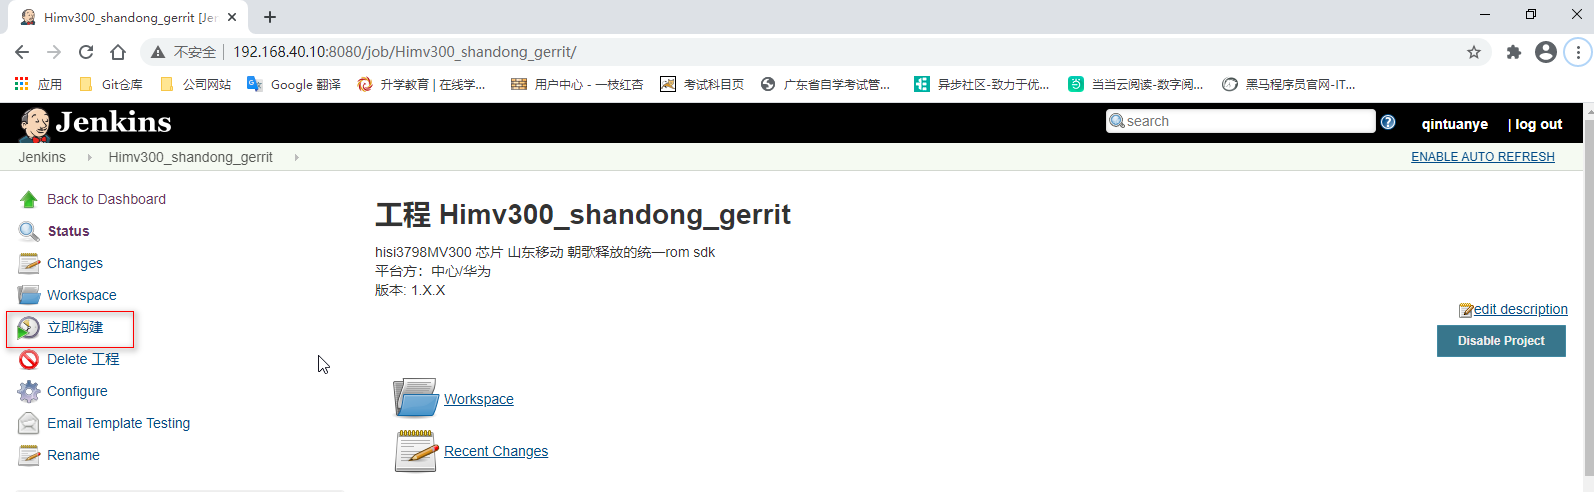 Himv300_shandong_gerrit [Jer
不安全 192.168.40.10:8080/job/Himv300_shandong_gerrit/
应用 Git仓库 公司网站 Google 翻译 升学教育 | 在线学... 用户中心 - 一枝红杏 考试科目页 广东省自学考试管... 异步社区-致力于优... 当当云阅读-数字阅... 黑马程序员官网-IT...
Jenkins search qintuanye | log out
Jenkins Himv300_shandong_gerrit ENABLE AUTO REFRESH
Back to Dashboard
Status
Changes
Workspace
立即构建
Delete 工程
Configure
Email Template Testing
Rename
工程 Himv300_shandong_gerrit
hisi3798MV300 芯片 山东移动 朝歌释放的统一rom sdk
平台方：中心/华为
版本: 1.X.X
edit description
Disable Project
Workspace
Recent Changes